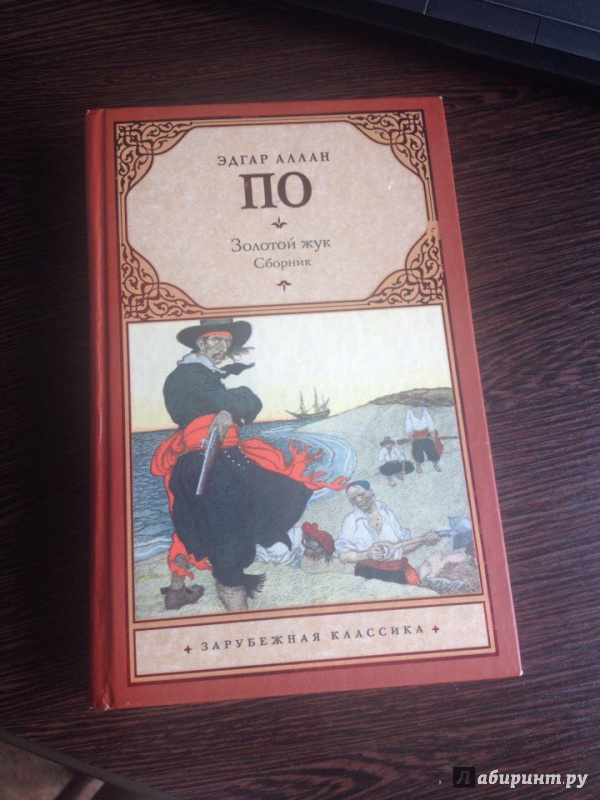 ЭДГАР АЛЛАН
ПО
Золотой жук
Сборник
ЗАРУБЕЖНАЯ КЛАССИКА
лабиринт.ру